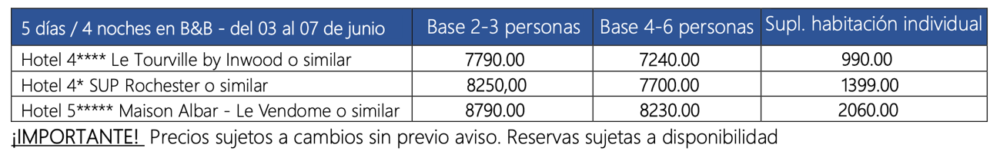 5 días / 4 noches en B&B - del 03 al 07 de junio Base 2-3 personas Base 4-6 personas Supl. habitación individual
Hotel 4**** Le Tourville by Inwood o similar 7790.00 7240.00 990.00
Hotel 4* SUP Rochester o similar 8250,00 7700.00 1399.00
Hotel 5***** Maison Albar - Le Vendome o similar 8790.00 8230.00 2060.00
¡IMPORTANTE! Precios sujetos a cambios sin previo aviso. Reservas sujetas a disponibilidad